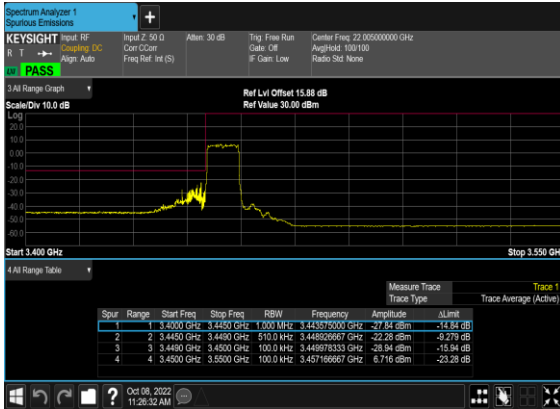 Spectrum Analyzer 1
Spurious Emissions
+
KEYSIGHT Input: RF Input Z: 50 Ω Atten: 30 dB Trig: Free Run Center Freq: 22.005000000 GHz
R T Coupling: DC Corr CCorr Gate: Off Avg|Hold: 100/100
Align: Auto Freq Ref: Int (S) IF Gain: Low Radio Std: None
PASS
3 All Range Graph
Ref Lvl Offset 15.88 dB
Scale/Div 10.0 dB Ref Value 30.00 dBm
Log
20.0
10.0
0.00
-10.0
-20.0
-30.0
-40.0
-50.0
-60.0
Start 3.400 GHz Stop 3.550 GH
4 All Range Table
Measure Trace Trace 1
Trace Type Trace Average (Active)
Spur Range Start Freq Stop Freq RBW Frequency Amplitude ΔLimit
1 1 3.4000 GHz 3.4450 GHz 1.000 MHz 3.443575000 GHz -27.84 dBm -14.84 dB
2 2 3.4450 GHz 3.4490 GHz 510.0 kHz 3.448926667 GHz -22.28 dBm -9.279 dB
3 3 3.4490 GHz 3.4500 GHz 100.0 kHz 3.449978333 GHz -28.94 dBm -15.94 dB
4 4 3.4500 GHz 3.5500 GHz 100.0 kHz 3.457166667 GHz 6.716 dBm -23.28 dB
? Oct 08, 2022
11:26:32 AM